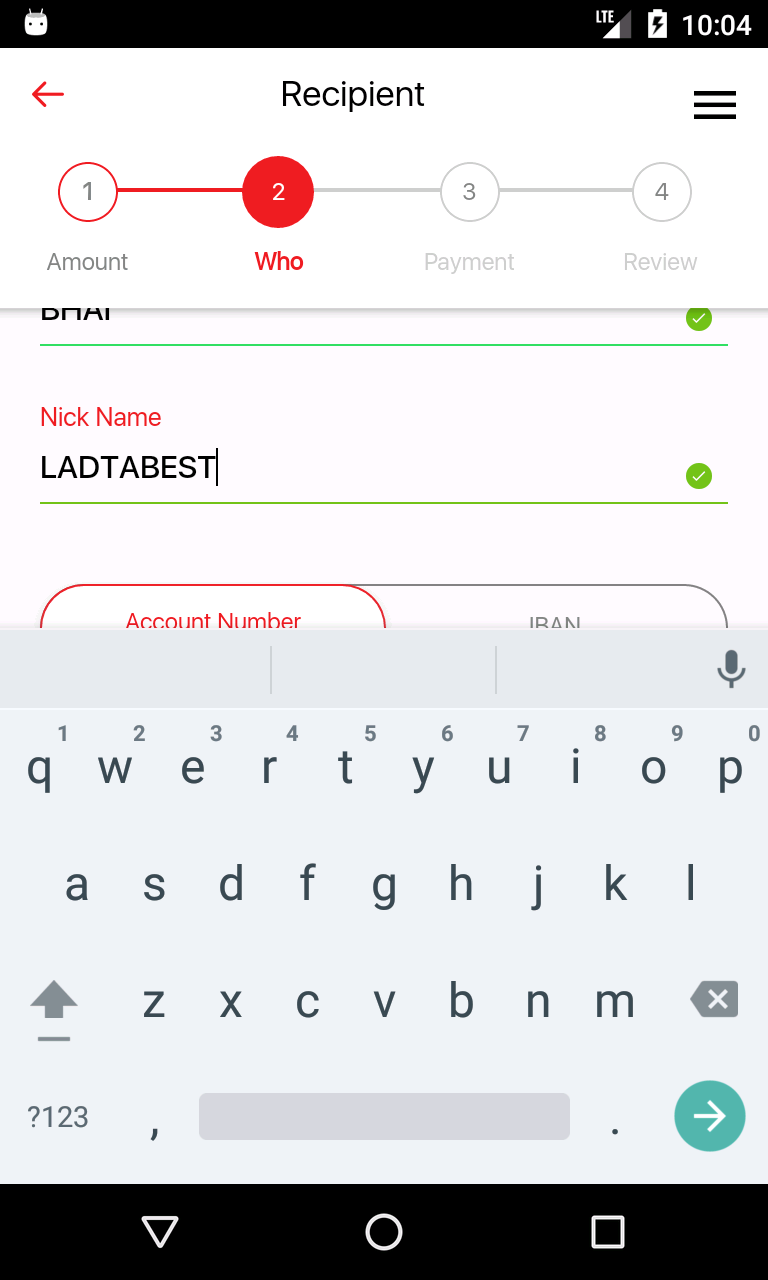 LTE 10:04
Recipient
1 2 3 4
Amount Who Payment Review
BHAI
Nick Name
LADTABEST
Account Number IBAN
1 2 3 4 5 6 7 8 9 0
q w e r t y u i o p
a s d f g h j k l
z x c v b n m
?123 , .